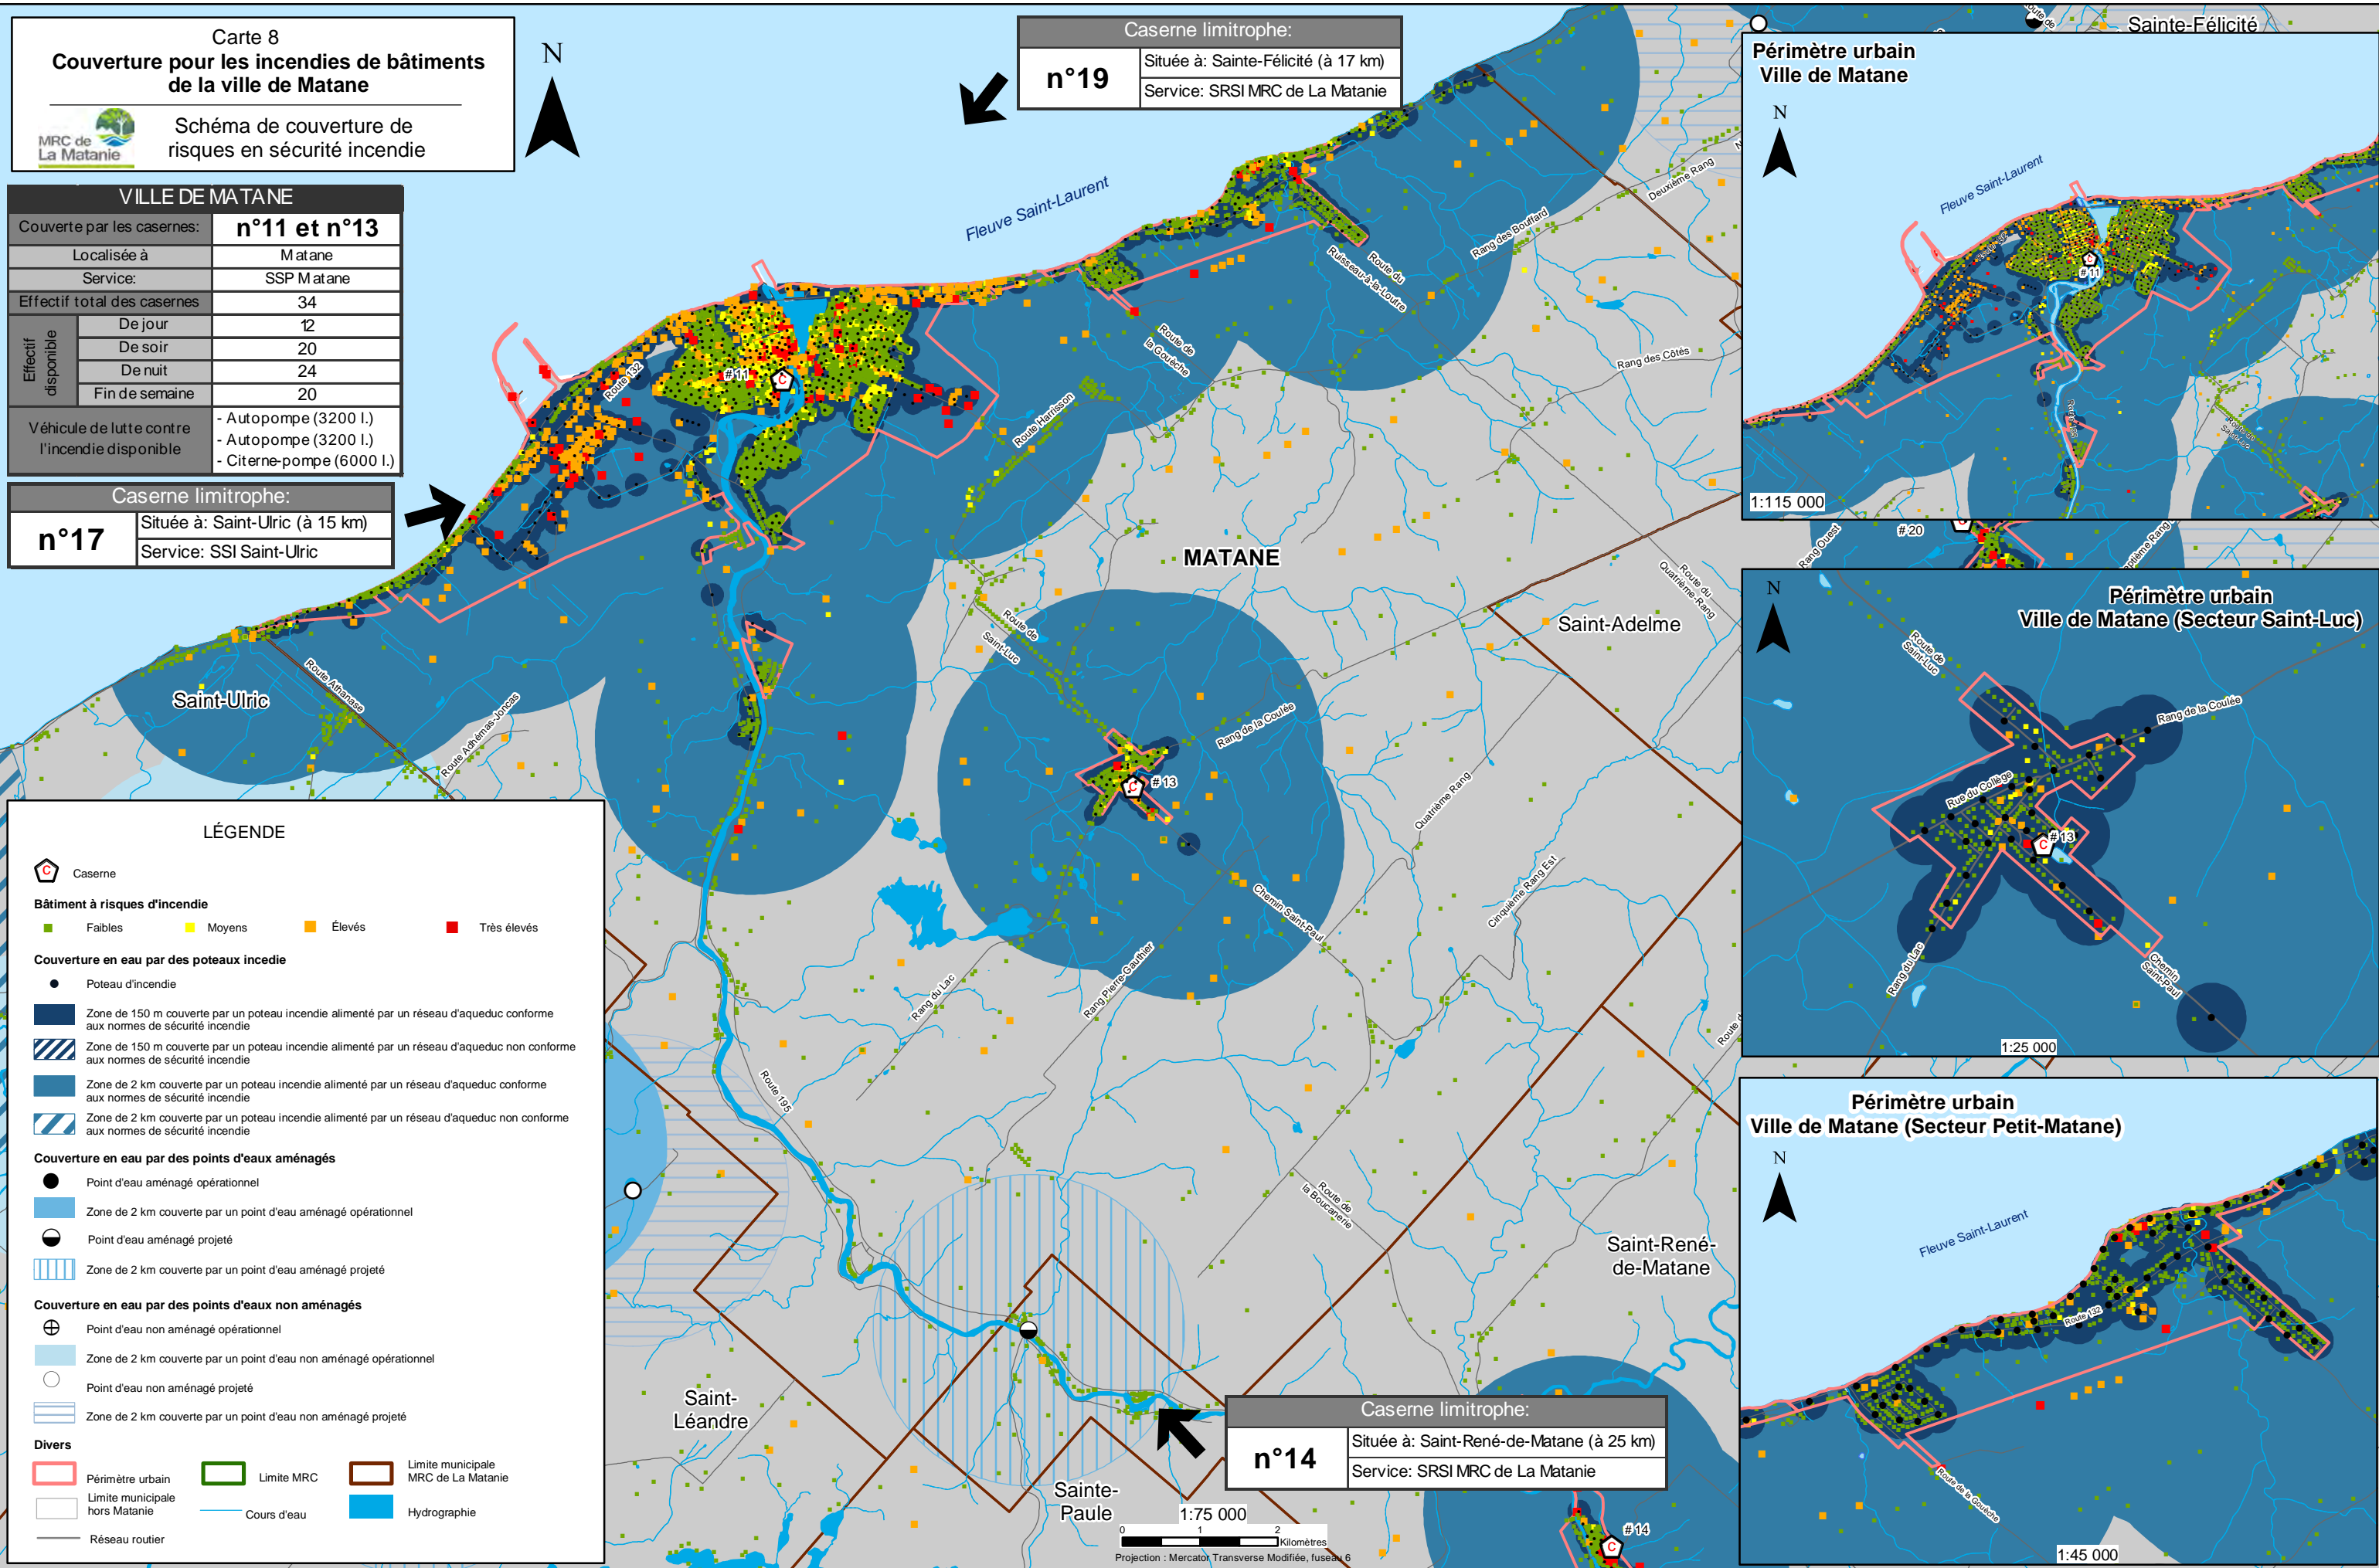 Carte 8
Couverture pour les incendies de bâtiments
de la ville de Matane
MRC de
La Matanie
Schéma de couverture de
risques en sécurité incendie
N
VILLE DE MATANE
Couverte par les casernes: n°11 et n°13
Localisée à Matane
Service: SSP Matane
Effectif total des casernes 34
Effectif disponible
De jour 12
De soir 20
De nuit 24
Fin de semaine 20
Véhicule de lutte contre
l'incendie disponible
- Autopompe (3200 l.)
- Autopompe (3200 l.)
- Citerne-pompe (6000 l.)
Caserne limitrophe:
n°17
Située à: Saint-Ulric (à 15 km)
Service: SSI Saint-Ulric
Caserne limitrophe:
n°19
Située à: Sainte-Félicité (à 17 km)
Service: SRSI MRC de La Matanie
Fleuve Saint-Laurent
Sainte-Félicité
Deuxième Rang
Rang des Bouffard
Route du
Ruisseau-à-la-Loutre
Rang des Côtés
Route de
la Gouèche
Route Harrisson
Route 132
#11
C
MATANE
Route du
Quatrième-Rang
Saint-Adelme
Route de
Saint-Luc
Rang de la Coulée
C
#13
Saint-Ulric
Route Athanase
Route Adhémas-Joncas
Quatrième Rang
Cinquième Rang Est
Chemin Saint-Paul
Rang Pierre-Gauthier
Rang du Lac
Route 195
Route de
la Boucanerie
Saint-René-
de-Matane
Saint-
Léandre
Sainte-
Paule
Rang Ouest
#20
Caserne limitrophe:
n°14
Située à: Saint-René-de-Matane (à 25 km)
Service: SRSI MRC de La Matanie
#14
C
1:75 000
0 1 2
Kilomètres
Projection : Mercator Transverse Modifiée, fuseau 6
LÉGENDE
C Caserne
Bâtiment à risques d'incendie
Faibles Moyens Élevés Très élevés
Couverture en eau par des poteaux incedie
Poteau d'incendie
Zone de 150 m couverte par un poteau incendie alimenté par un réseau d'aqueduc conforme
aux normes de sécurité incendie
Zone de 150 m couverte par un poteau incendie alimenté par un réseau d'aqueduc non conforme
aux normes de sécurité incendie
Zone de 2 km couverte par un poteau incendie alimenté par un réseau d'aqueduc conforme
aux normes de sécurité incendie
Zone de 2 km couverte par un poteau incendie alimenté par un réseau d'aqueduc non conforme
aux normes de sécurité incendie
Couverture en eau par des points d'eaux aménagés
Point d'eau aménagé opérationnel
Zone de 2 km couverte par un point d'eau aménagé opérationnel
Point d'eau aménagé projeté
Zone de 2 km couverte par un point d'eau aménagé projeté
Couverture en eau par des points d'eaux non aménagés
Point d'eau non aménagé opérationnel
Zone de 2 km couverte par un point d'eau non aménagé opérationnel
Point d'eau non aménagé projeté
Zone de 2 km couverte par un point d'eau non aménagé projeté
Divers
Périmètre urbain
Limite MRC
Limite municipale
MRC de La Matanie
Limite municipale
hors Matanie
Cours d'eau
Hydrographie
Réseau routier
Périmètre urbain
Ville de Matane
N
Fleuve Saint-Laurent
C
#11
1:115 000
Périmètre urbain
Ville de Matane (Secteur Saint-Luc)
N
Route de
Saint-Luc
Rang de la Coulée
Rue du Collège
#13
C
Rang du Lac
Chemin
Saint-Paul
1:25 000
Périmètre urbain
Ville de Matane (Secteur Petit-Matane)
N
Fleuve Saint-Laurent
Route 132
Route de la Gouèche
1:45 000